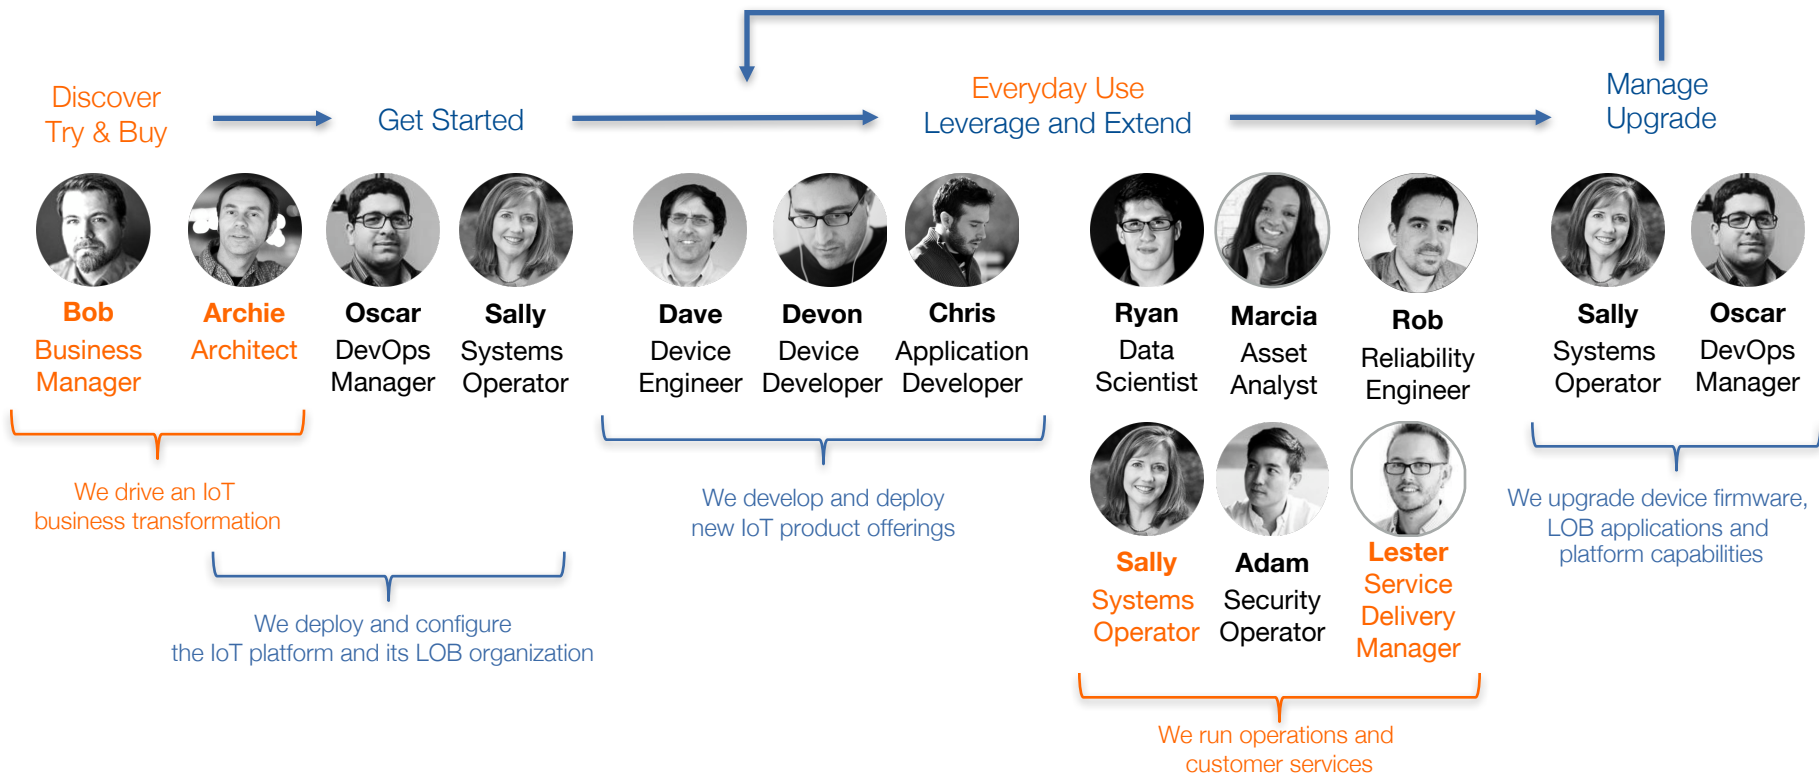 Discover
Try & Buy
Get Started
Everyday Use
Leverage and Extend
Manage
Upgrade
Bob
Business
Manager
Archie
Architect
Oscar
DevOps
Manager
Sally
Systems
Operator
Dave
Device
Engineer
Devon
Device
Developer
Chris
Application
Developer
Ryan
Data
Scientist
Marcia
Asset
Analyst
Rob
Reliability
Engineer
Sally
Systems
Operator
Oscar
DevOps
Manager
Sally
Systems
Operator
Adam
Security
Operator
Lester
Service
Delivery
Manager
We drive an IoT
business transformation
We deploy and configure
the IoT platform and its LOB organization
We develop and deploy
new IoT product offerings
We run operations and
customer services
We upgrade device firmware,
LOB applications and
platform capabilities